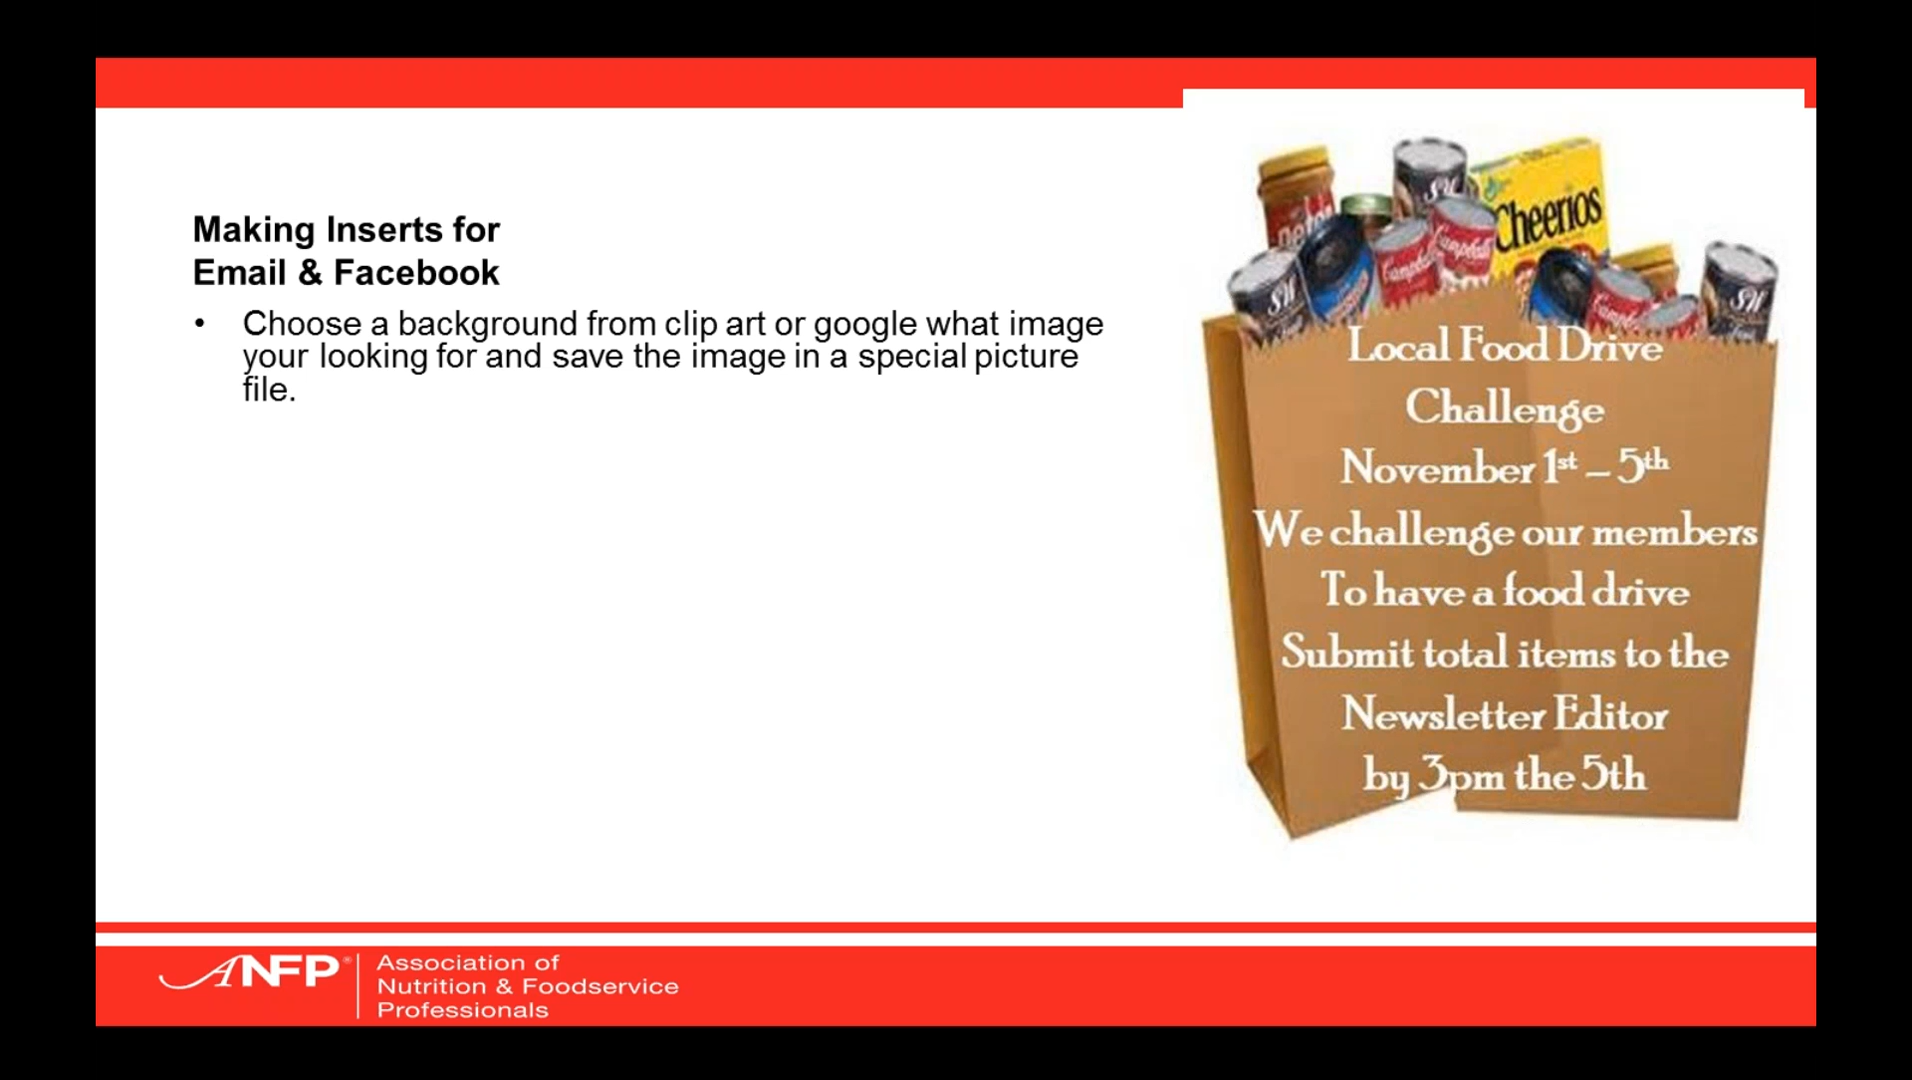 Making Inserts for
Email & Facebook
• Choose a background from clip art or google what image
your looking for and save the image in a special picture
file.
Cheerios
Campbell's
Campbell's
S&W
S&W
Local Food Drive
Challenge
November 1st – 5th
We challenge our members
To have a food drive
Submit total items to the
Newsletter Editor
by 3pm the 5th
ANFP®
Association of
Nutrition & Foodservice
Professionals